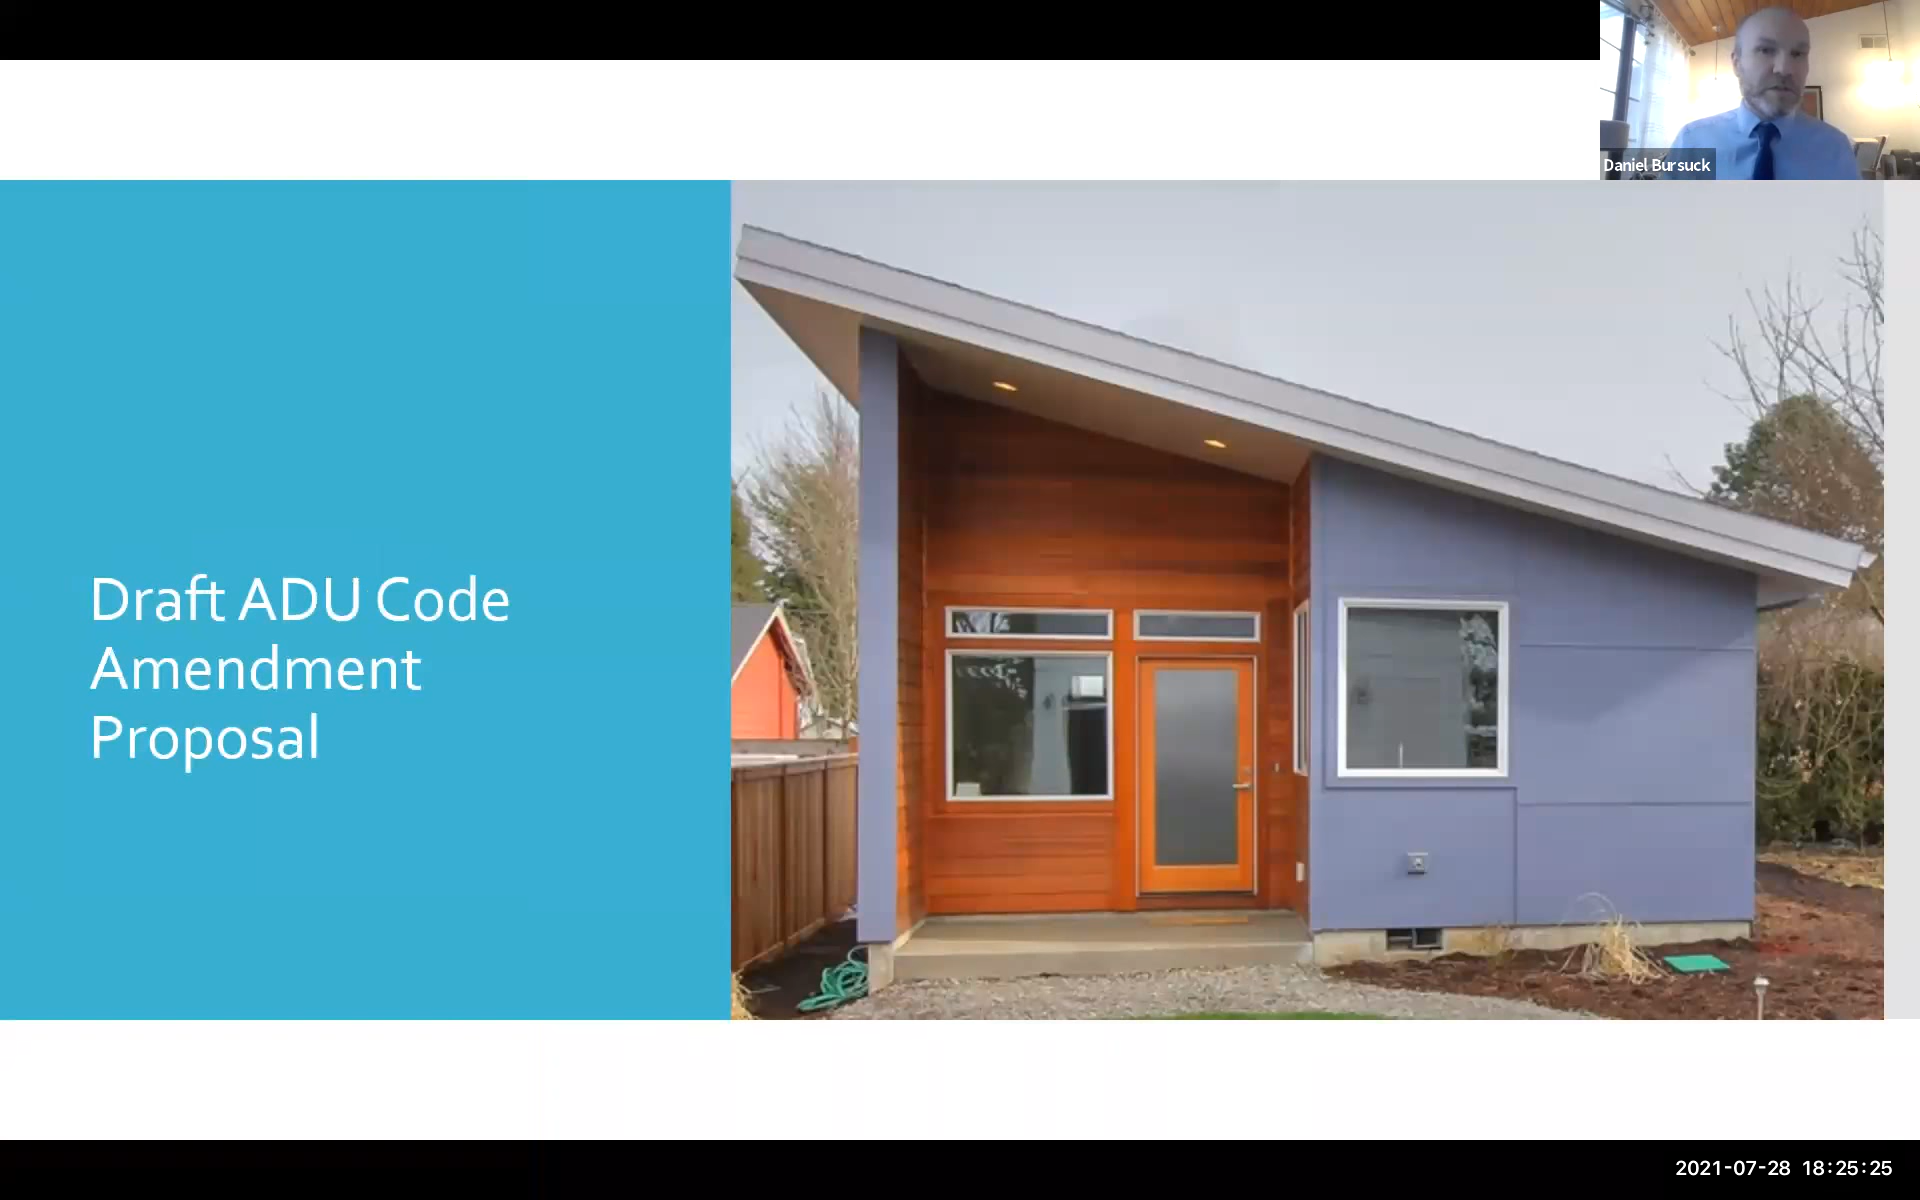 Daniel Bursuck
Draft ADU Code
Amendment
Proposal
2021-07-28 18:25:25